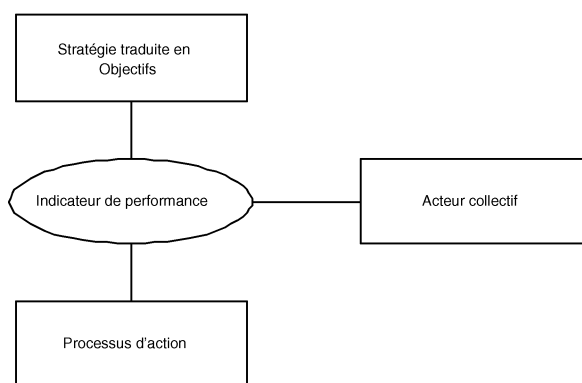 Stratégie traduite en
Objectifs
Indicateur de performance
Acteur collectif
Processus d'action